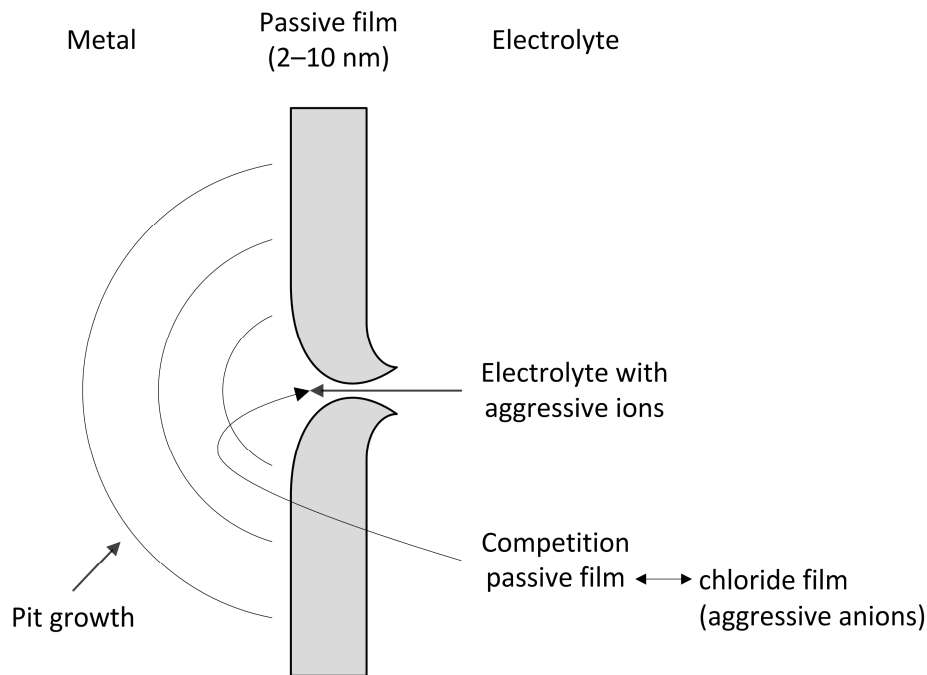 Metal
Passive film
(2–10 nm)
Electrolyte
Electrolyte with
aggressive ions
Competition
passive film
chloride film
(aggressive anions)
Pit growth